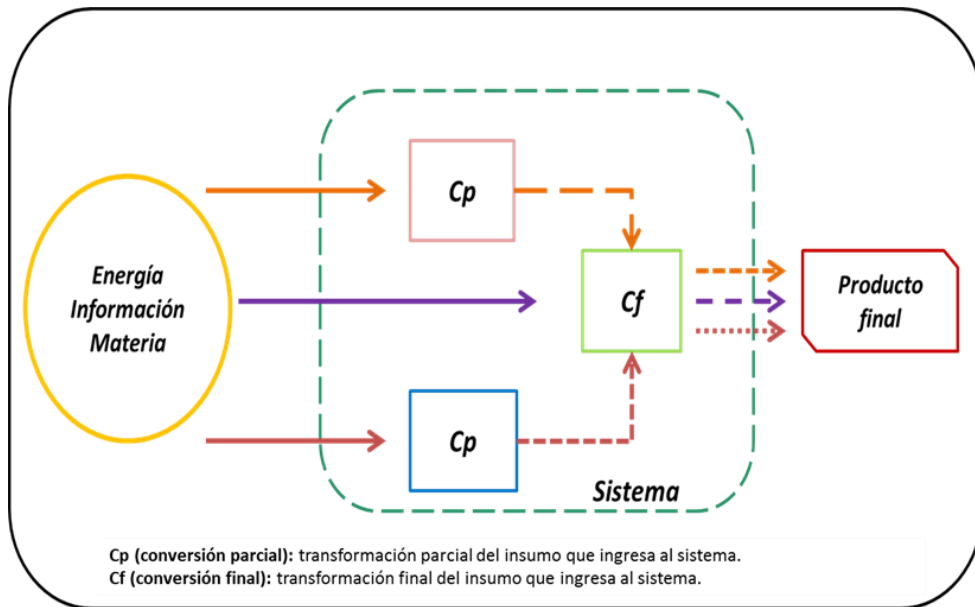 Cp
Energía
Información
Materia
Cf
Producto
final
Cp
Sistema
Cp (conversión parcial): transformación parcial del insumo que ingresa al sistema.
Cf (conversión final): transformación final del insumo que ingresa al sistema.